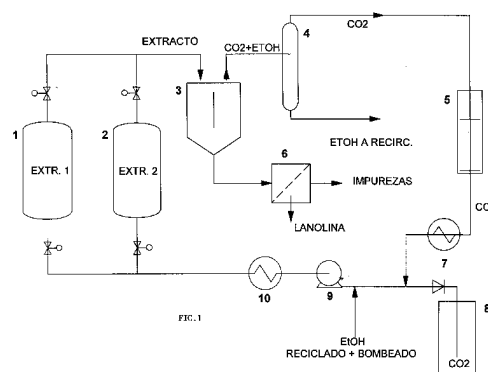 EXTRACTO
CO2+ETOH
4
CO2
3
5
1
2
EXTR. 1
EXTR. 2
ETOH A RECIRC.
6
IMPUREZAS
LANOLINA
7
10
9
FIG.1
EtOH
RECICLADO + BOMBEADO
8
CO2